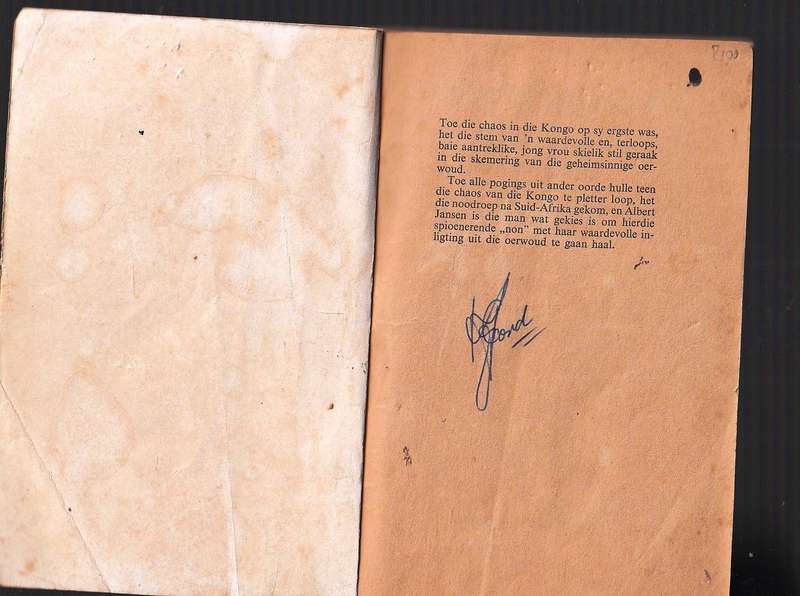 Toe die chaos in die Kongo op sy ergste was,
het die stem van 'n waardevolle en, terloops,
baie aantreklike, jong vrou skielik stil geraak
in die skemering van die geheimsinnige oer-
woud.
Toe alle pogings uit ander oorde hulle teen
die chaos van die Kongo te pletter loop, het
die noodroep na Suid-Afrika gekom, en Albert
Jansen is die man wat gekies is om hierdie
spioenerende „non” met haar waardevolle in-
ligting uit die oerwoud te gaan haal.